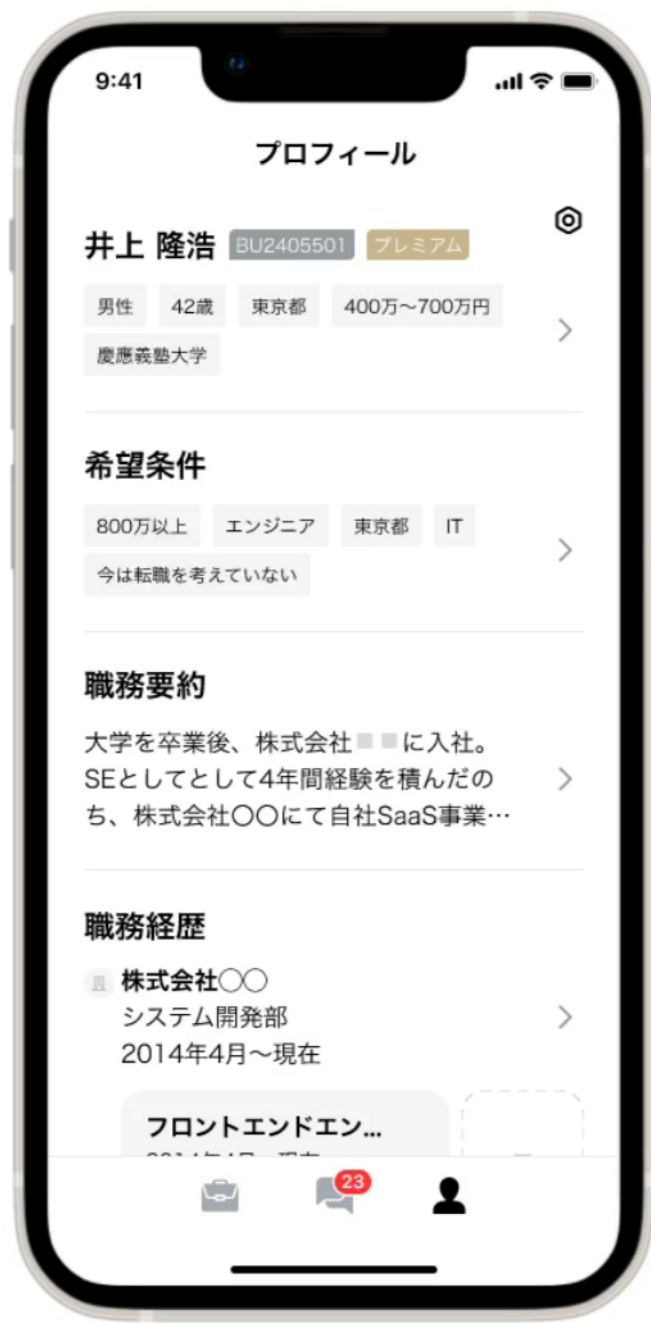 9:41
プロフィール
井上 隆浩 BU2405501 プレミアム
男性 42歳 東京都 400万〜700万円
慶應義塾大学
希望条件
800万以上 エンジニア 東京都 IT
今は転職を考えていない
職務要約
大学を卒業後、株式会社■■に入社。
SEとしてとして4年間経験を積んだの
ち、株式会社〇〇にて自社SaaS事業…
職務経歴
株式会社◯◯
システム開発部
2014年4月〜現在
フロントエンドエン...
23